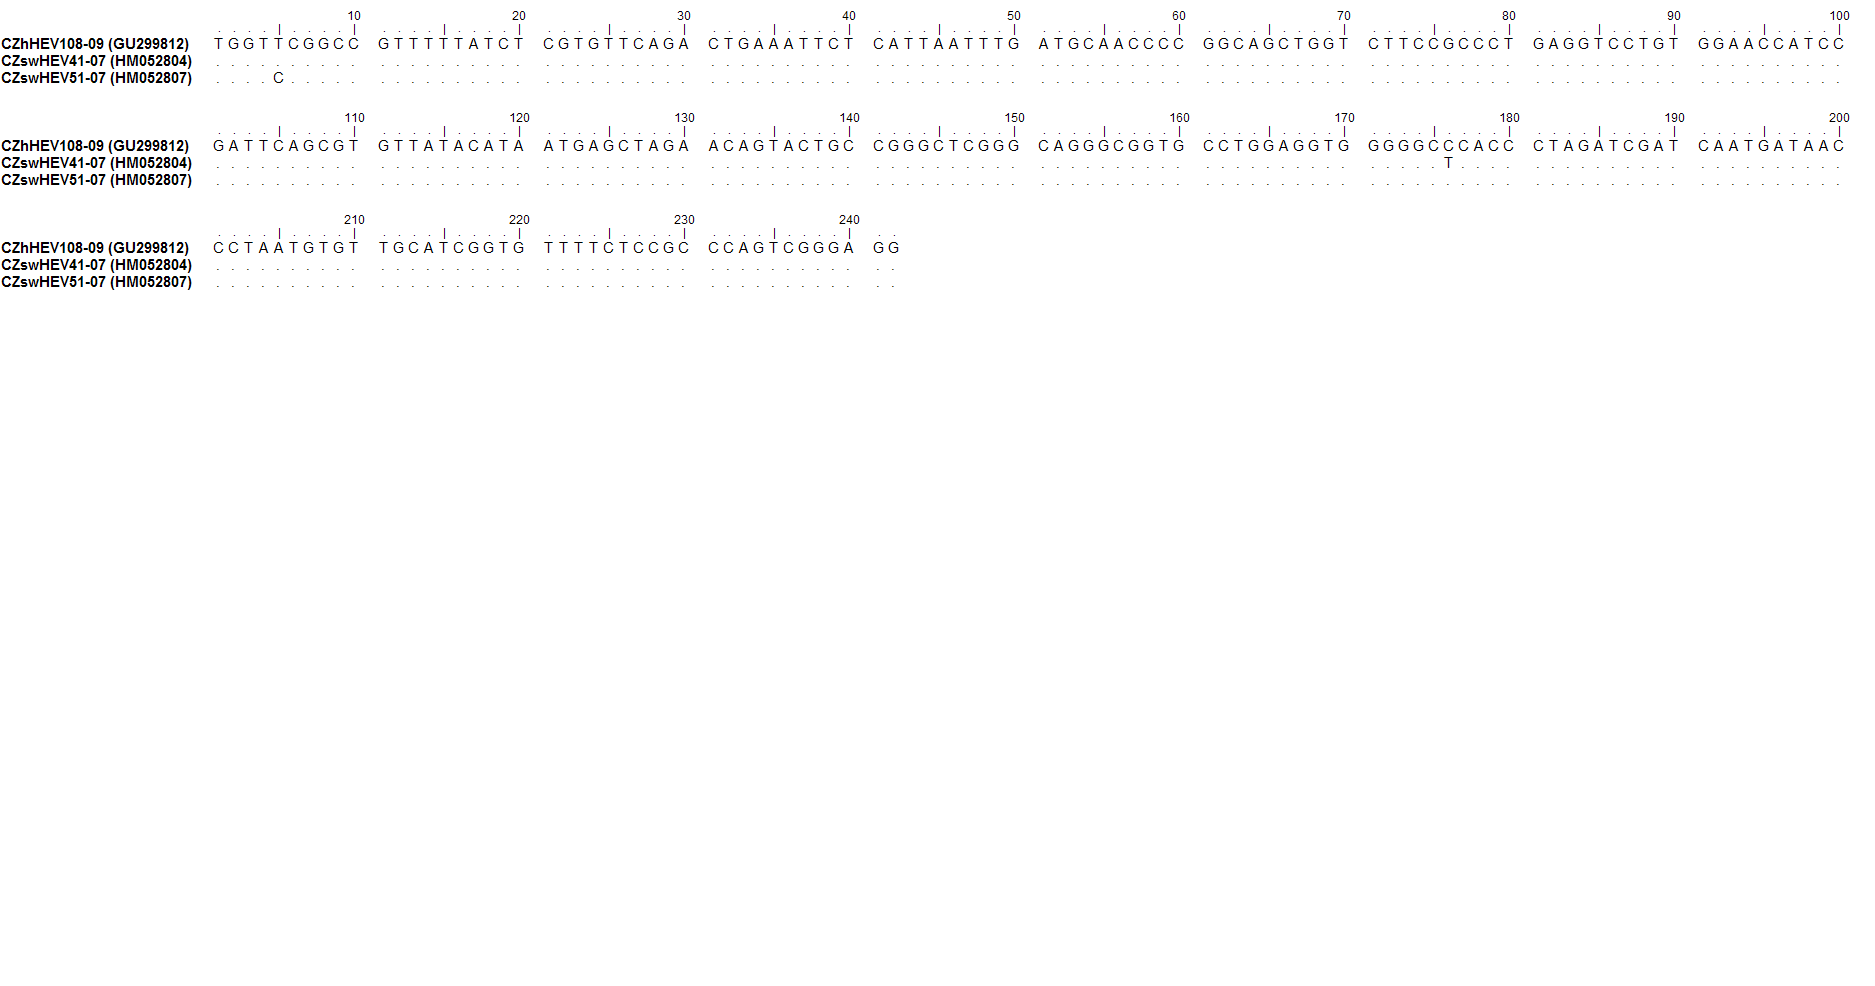 10 20 30 40 50 60 70 80 90 100
CZhHEV108-09 (GU299812) TGGTTCGGCC GTTTTTATCT CGTGTTCAGA CTGAAATTCT CATTAATTTG ATGCAACCCC GGCAGCTGGT CTTCCGCCCT GAGGTCCTGT GGAACCATCC
CZswHEV41-07 (HM052804) .......... .......... .......... .......... .......... .......... .......... .......... .......... ..........
CZswHEV51-07 (HM052807) ....C..... .......... .......... .......... .......... .......... .......... .......... .......... ..........
110 120 130 140 150 160 170 180 190 200
CZhHEV108-09 (GU299812) GATTCAGCGT GTTATACATA ATGAGCTAGA ACAGTACTGC CGGGCTCGGG CAGGGCGGTG CCTGGAGGTG GGGGCCCACC CTAGATCGAT CAATGATAAC
CZswHEV41-07 (HM052804) .......... .......... .......... .......... .......... .......... .......... .....T.... .......... ..........
CZswHEV51-07 (HM052807) .......... .......... .......... .......... .......... .......... .......... .......... .......... ..........
210 220 230 240
CZhHEV108-09 (GU299812) CCTAATGTGT TGCATCGGTG TTTTCTCCGC CCAGTCGGGA GG
CZswHEV41-07 (HM052804) .......... .......... .......... .......... ..
CZswHEV51-07 (HM052807) .......... .......... .......... .......... ..